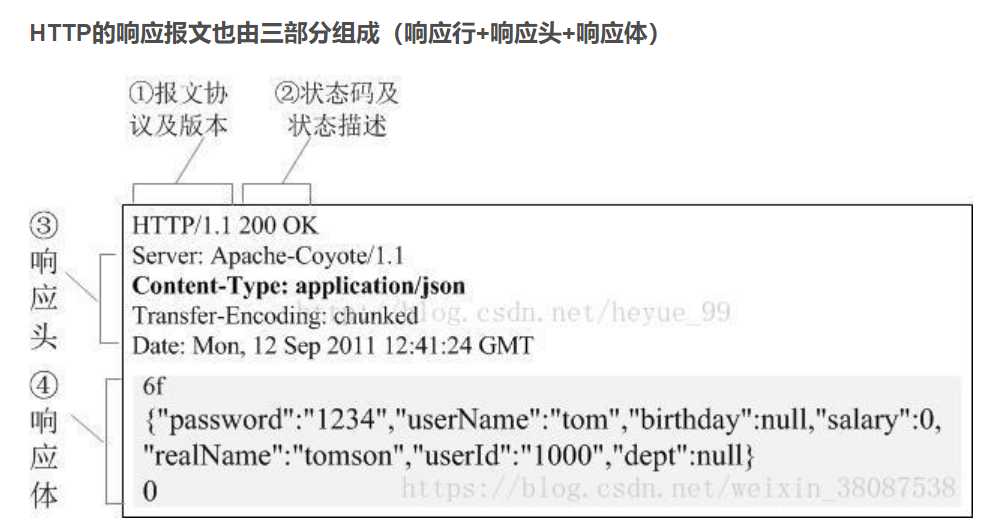 HTTP的响应报文也由三部分组成（响应行+响应头+响应体）
①报文协
议及版本
②状态码及
状态描述
③
响
应
头
HTTP/1.1 200 OK
Server: Apache-Coyote/1.1
Content-Type: application/json
http://blog.csdn.net/heyue_99
Transfer-Encoding: chunked
Date: Mon, 12 Sep 2011 12:41:24 GMT
④
响
应
体
6f
{"password":"1234","userName":"tom","birthday":null,"salary":0,
"realName":"tomson","userId":"1000","dept":null}
0
https://blog.csdn.net/weixin_38087538